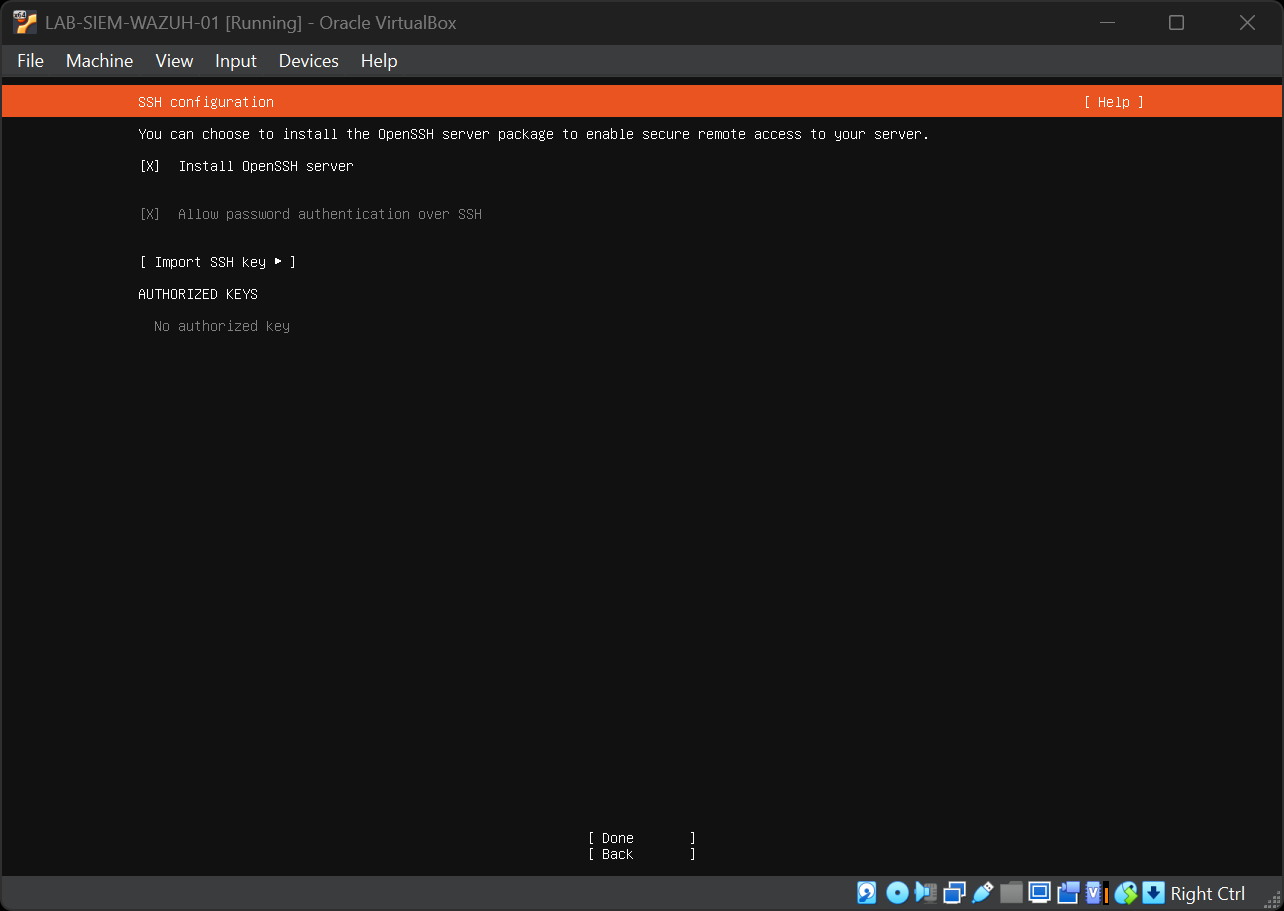 LAB-SIEM-WAZUH-01 [Running] - Oracle VirtualBox
File Machine View Input Devices Help
SSH configuration [ Help ]
You can choose to install the OpenSSH server package to enable secure remote access to your server.
[X] Install OpenSSH server
[X] Allow password authentication over SSH
[ Import SSH key ▸ ]
AUTHORIZED KEYS
No authorized key
[ Done ]
[ Back ]
Right Ctrl